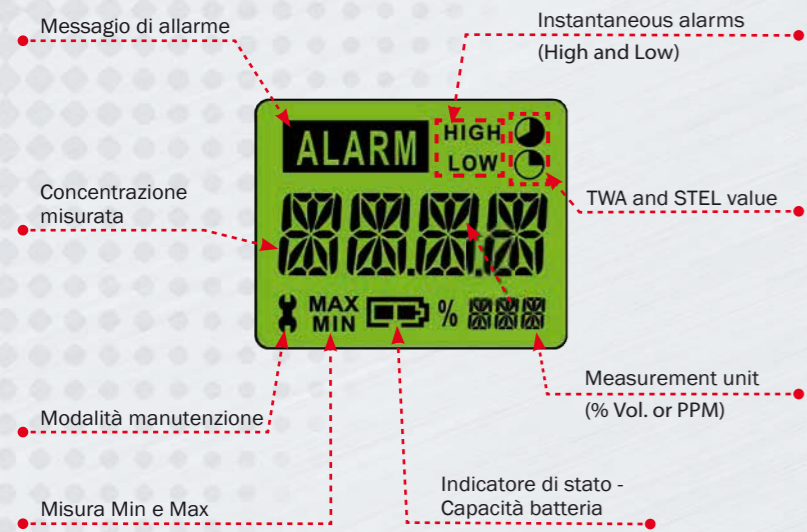 Messagio di allarme
Instantaneous alarms
(High and Low)
ALARM
HIGH
LOW
Concentrazione
misurata
TWA and STEL value
MAX
MIN
%
Measurement unit
(% Vol. or PPM)
Modalità manutenzione
Misura Min e Max
Indicatore di stato -
Capacità batteria